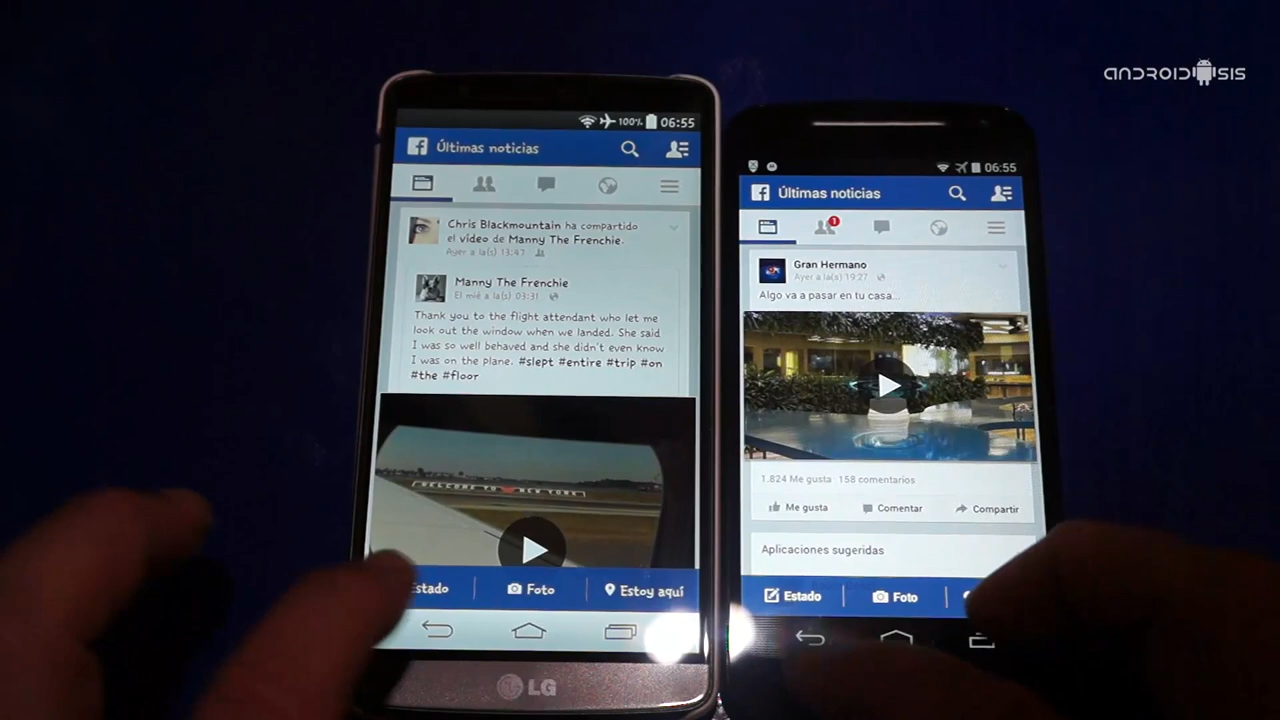 ANDROIDSIS
100% 06:55
Últimas noticias
Chris Blackmountain ha compartido
el vídeo de Manny The Frenchie.
Ayer a la(s) 13:47
Manny The Frenchie
El mié a la(s) 03:31
Thank you to the flight attendant who let me
look out the window when we landed. She said
I was so well behaved and she didn't even know
I was on the plane. #slept #entire #trip #on
#the #floor
WELCOME TO NEW YORK
Estado
Foto
Estoy aquí
LG
06:55
Últimas noticias
1
Gran Hermano
Ayer a la(s) 19:27
Algo va a pasar en tu casa...
1.824 Me gusta 158 comentarios
Me gusta
Comentar
Compartir
Aplicaciones sugeridas
Estado
Foto